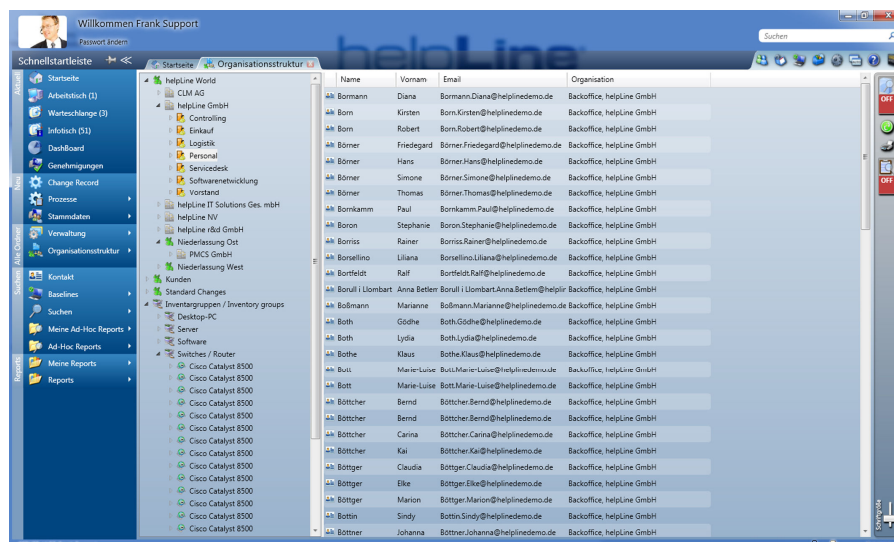 Willkommen Frank Support
Passwort ändern
helpLine
Suchen
Schnellstartleiste
Startseite
Organisationsstruktur
Aktuell
Startseite
Arbeitstisch (1)
Warteschlange (3)
Infotisch (51)
DashBoard
Genehmigungen
Neu
Change Record
Prozesse
Stammdaten
Alle Ordner
Verwaltung
Organisationsstruktur
Suchen
Kontakt
Baselines
Suchen
Meine Ad-Hoc Reports
Ad-Hoc Reports
Reports
Meine Reports
Reports
helpLine World
CLM AG
helpLine GmbH
Controlling
Einkauf
Logistik
Personal
Servicedesk
Softwarenetwicklung
Vorstand
helpLine IT Solutions Ges. mbH
helpLine NV
helpLine r&d GmbH
Niederlassung Ost
PMCS GmbH
Niederlassung West
Kunden
Standard Changes
Inventargruppen / Inventory groups
Desktop-PC
Server
Software
Switches / Router
Cisco Catalyst 8500
Cisco Catalyst 8500
Cisco Catalyst 8500
Cisco Catalyst 8500
Cisco Catalyst 8500
Cisco Catalyst 8500
Cisco Catalyst 8500
Cisco Catalyst 8500
Cisco Catalyst 8500
Cisco Catalyst 8500
Cisco Catalyst 8500
Cisco Catalyst 8500
Cisco Catalyst 8500
Cisco Catalyst 8500
Name Vornam Email Organisation
Bormann Diana Bormann.Diana@helplinedemo.de Backoffice, helpLine GmbH
Born Kirsten Born.Kirsten@helplinedemo.de Backoffice, helpLine GmbH
Born Robert Born.Robert@helplinedemo.de Backoffice, helpLine GmbH
Börner Friedegard Börner.Friedegard@helplinedemo.de Backoffice, helpLine GmbH
Börner Hans Börner.Hans@helplinedemo.de Backoffice, helpLine GmbH
Börner Simone Börner.Simone@helplinedemo.de Backoffice, helpLine GmbH
Börner Thomas Börner.Thomas@helplinedemo.de Backoffice, helpLine GmbH
Bornkamm Paul Bornkamm.Paul@helplinedemo.de Backoffice, helpLine GmbH
Boron Stephanie Boron.Stephanie@helplinedemo.de Backoffice, helpLine GmbH
Borriss Rainer Borriss.Rainer@helplinedemo.de Backoffice, helpLine GmbH
Borsellino Liliana Borsellino.Liliana@helplinedemo.de Backoffice, helpLine GmbH
Bortfeldt Ralf Bortfeldt.Ralf@helplinedemo.de Backoffice, helpLine GmbH
Borull i Llombart Anna Betlem Borull i Llombart.Anna.Betlem@helplin Backoffice, helpLine GmbH
Boßmann Marianne Boßmann.Marianne@helplinedemo.de Backoffice, helpLine GmbH
Both Gödhe Both.Gödhe@helplinedemo.de Backoffice, helpLine GmbH
Both Lydia Both.Lydia@helplinedemo.de Backoffice, helpLine GmbH
Bothe Klaus Bothe.Klaus@helplinedemo.de Backoffice, helpLine GmbH
Bott Marie-Luise Bott.Marie-Luise@helplinedemo.de Backoffice, helpLine GmbH
Bott Marie-Luise Bott.Marie-Luise@helplinedemo.de Backoffice, helpLine GmbH
Böttcher Bernd Böttcher.Bernd@helplinedemo.de Backoffice, helpLine GmbH
Böttcher Bernd Böttcher.Bernd@helplinedemo.de Backoffice, helpLine GmbH
Böttcher Carina Böttcher.Carina@helplinedemo.de Backoffice, helpLine GmbH
Böttcher Kai Böttcher.Kai@helplinedemo.de Backoffice, helpLine GmbH
Böttger Claudia Böttger.Claudia@helplinedemo.de Backoffice, helpLine GmbH
Böttger Elke Böttger.Elke@helplinedemo.de Backoffice, helpLine GmbH
Böttger Marion Böttger.Marion@helplinedemo.de Backoffice, helpLine GmbH
Bottin Sindy Bottin.Sindy@helplinedemo.de Backoffice, helpLine GmbH
Böttner Johanna Böttner.Johanna@helplinedemo.de Backoffice, helpLine GmbH
OFF
OFF
Schriftgröße